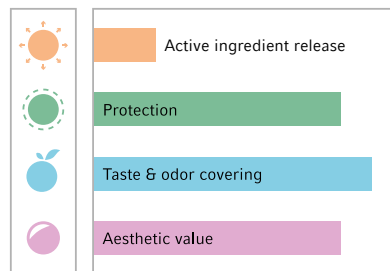 Active ingredient release
Protection
Taste & odor covering
Aesthetic value